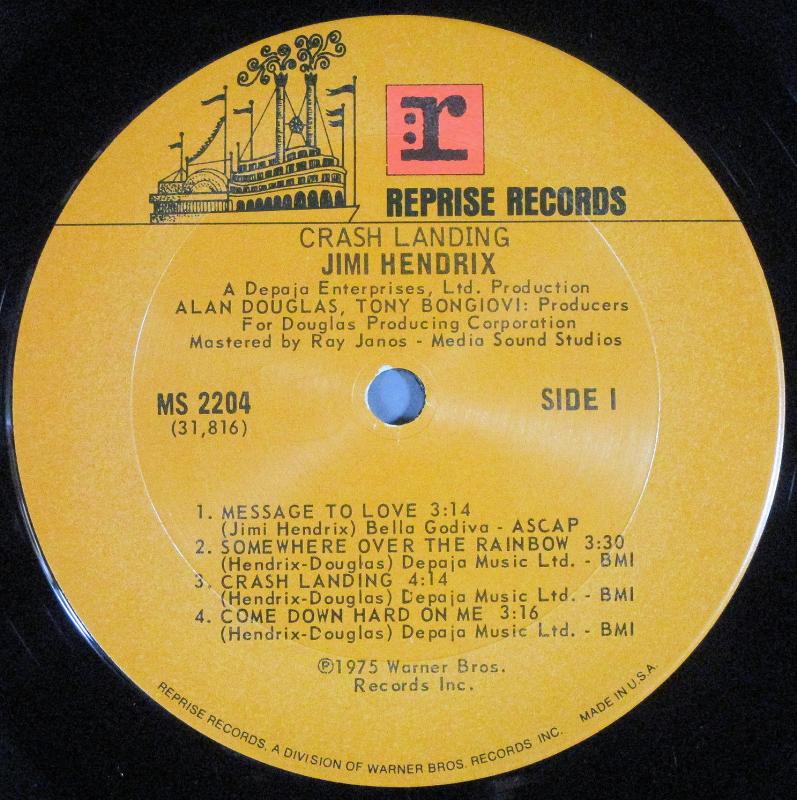 :r
REPRISE RECORDS
CRASH LANDING
JIMI HENDRIX
A Depaja Enterprises, Ltd. Production
ALAN DOUGLAS, TONY BONGIOVI: Producers
For Douglas Producing Corporation
Mastered by Ray Janos - Media Sound Studios
MS 2204
(31,816)
SIDE I
1. MESSAGE TO LOVE 3:14
(Jimi Hendrix) Bella Godiva - ASCAP
2. SOMEWHERE OVER THE RAINBOW 3:30
(Hendrix-Douglas) Depaja Music Ltd. - BMI
3. CRASH LANDING 4:14
(Hendrix-Douglas) Depaja Music Ltd. - BMI
4. COME DOWN HARD ON ME 3:16
(Hendrix-Douglas) Depaja Music Ltd. - BMI
Ⓟ1975 Warner Bros.
Records Inc.
REPRISE RECORDS, A DIVISION OF WARNER BROS. RECORDS INC. MADE IN U.S.A.